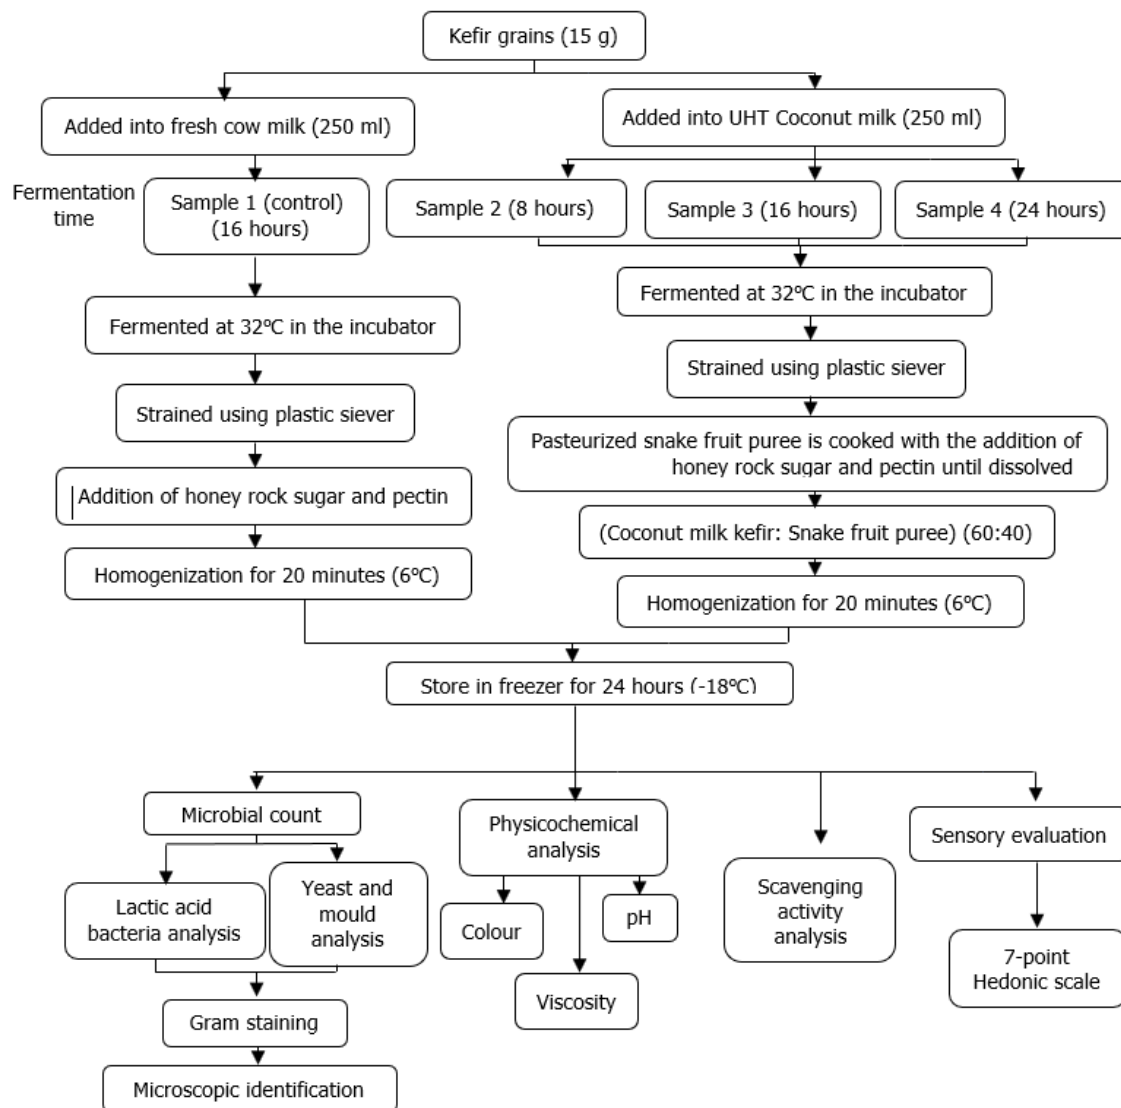 Kefir grains (15 g)
Added into fresh cow milk (250 ml)
Added into UHT Coconut milk (250 ml)
Fermentation
time
Sample 1 (control)
(16 hours)
Sample 2 (8 hours)
Sample 3 (16 hours)
Sample 4 (24 hours)
Fermented at 32ºC in the incubator
Fermented at 32ºC in the incubator
Strained using plastic siever
Strained using plastic siever
Pasteurized snake fruit puree is cooked with the addition of
honey rock sugar and pectin until dissolved
Addition of honey rock sugar and pectin
(Coconut milk kefir: Snake fruit puree) (60:40)
Homogenization for 20 minutes (6ºC)
Homogenization for 20 minutes (6ºC)
Store in freezer for 24 hours (-18ºC)
Microbial count
Physicochemical
analysis
Scavenging
activity
analysis
Sensory evaluation
Lactic acid
bacteria analysis
Yeast and
mould
analysis
Colour
pH
Viscosity
7-point
Hedonic scale
Gram staining
Microscopic identification